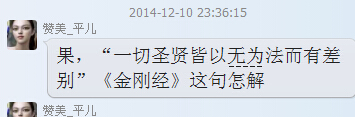 2014-12-10 23:36:15
赞美_平儿
果，“一切圣贤皆以无为法而有差
别”《金刚经》这句怎解
赞美_平儿